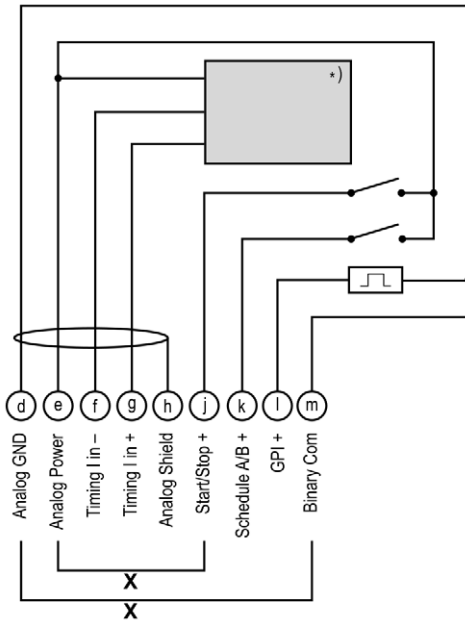 *)
d
e
f
g
h
j
k
l
m
Analog GND
Analog Power
Timing I in –
Timing I in +
Analog Shield
Start/Stop +
Schedule A/B +
GPI +
Binary Com
X
X